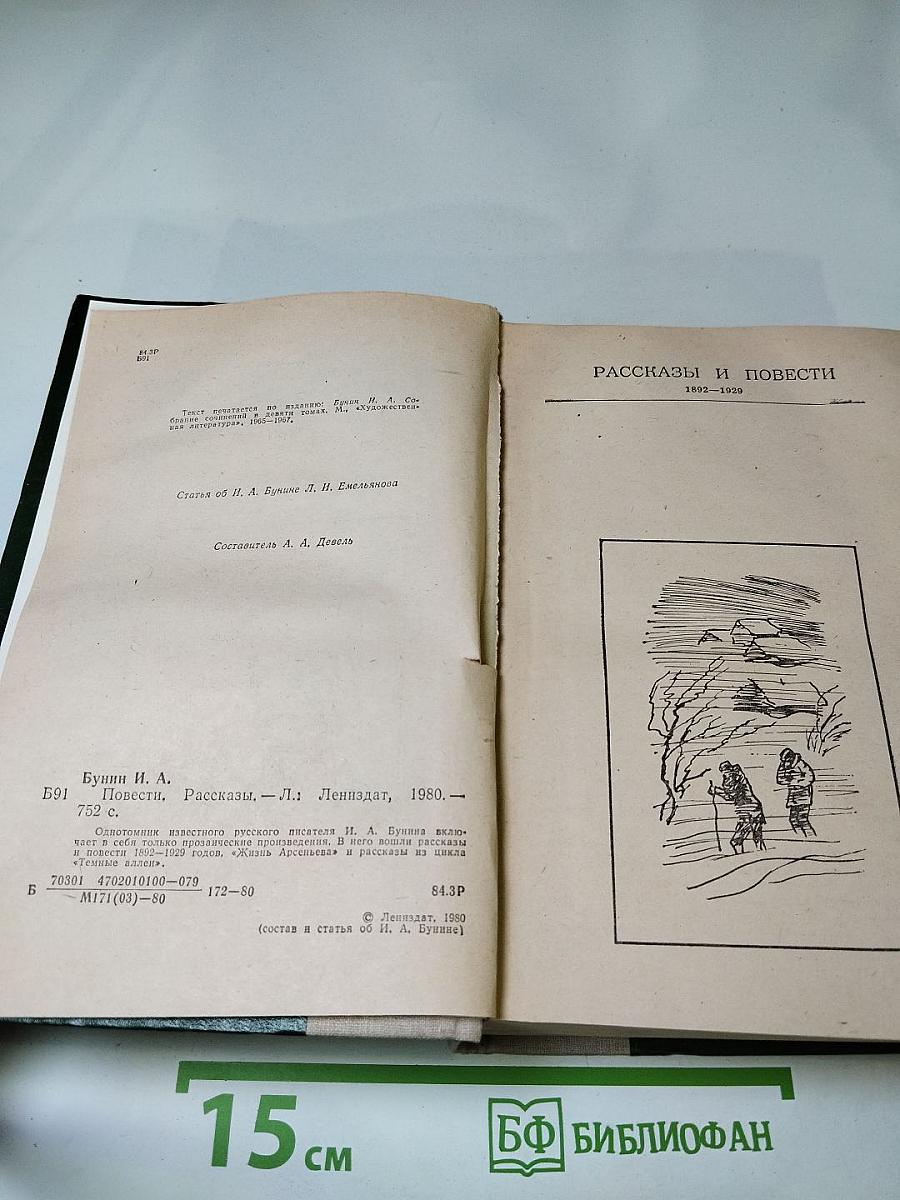 84.3Р
Б91
Текст печатается по изданию: Бунин И. А. Со-
брание сочинений в девяти томах. М., «Художествен-
ная литература», 1965—1967.
Статья об И. А. Бунине Л. И. Емельянова
Составитель А. А. Девель
Бунин И. А.
Б91 Повести. Рассказы. — Л.: Лениздат, 1980. —
752 с.
Однотомник известного русского писателя И. А. Бунина вклю-
чает в себя только прозаические произведения. В него вошли рассказы
и повести 1892—1929 годов, «Жизнь Арсеньева» и рассказы из цикла
«Темные аллеи».
Б 70301 4702010100—079 172—80 84.3Р
М171(03)—80
© Лениздат, 1980
(состав и статья об И. А. Бунине)
РАССКАЗЫ И ПОВЕСТИ
1892—1929
15 см
БФ БИБЛИОФАН